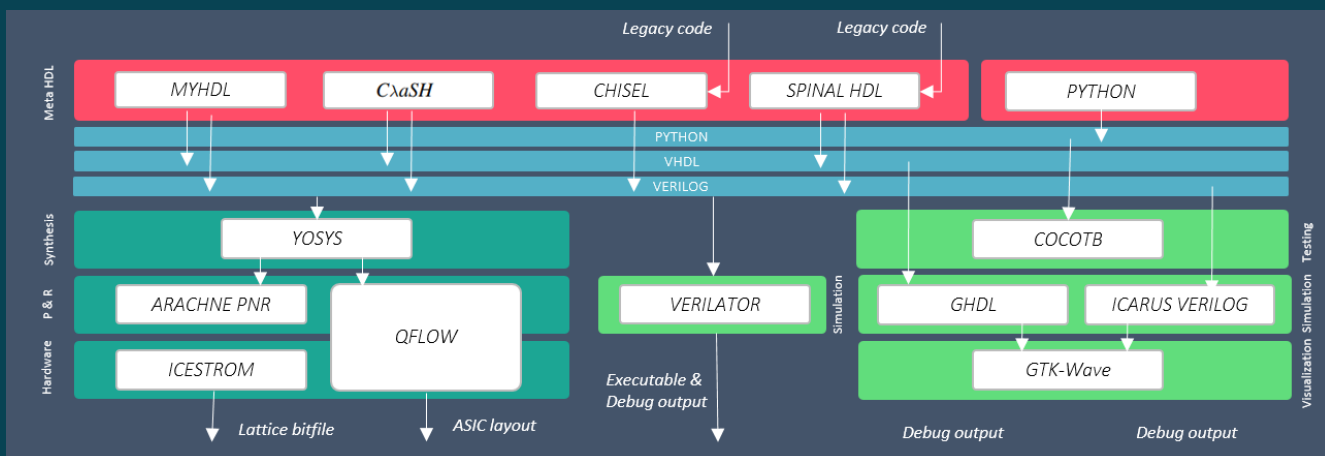 Legacy code
Legacy code
Meta HDL
MYHDL
CλaSH
CHISEL
SPINAL HDL
PYTHON
PYTHON
VHDL
VERILOG
Synthesis
YOSYS
COCOTB
Testing
P & R
ARACHNE PNR
QFLOW
VERILATOR
Simulation
GHDL
ICARUS VERILOG
Simulation
Hardware
ICESTROM
GTK-Wave
Visualization
Executable &
Debug output
Lattice bitfile
ASIC layout
Debug output
Debug output